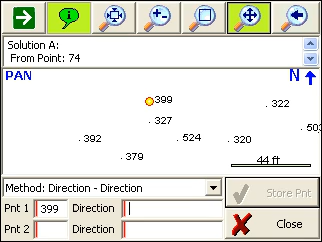 Solution A:
From Point: 74
PAN
N
399
322
327
503
392
524
320
379
44 ft
Method: Direction - Direction
Store Pnt
Pnt 1 399 Direction
Pnt 2 Direction
Close